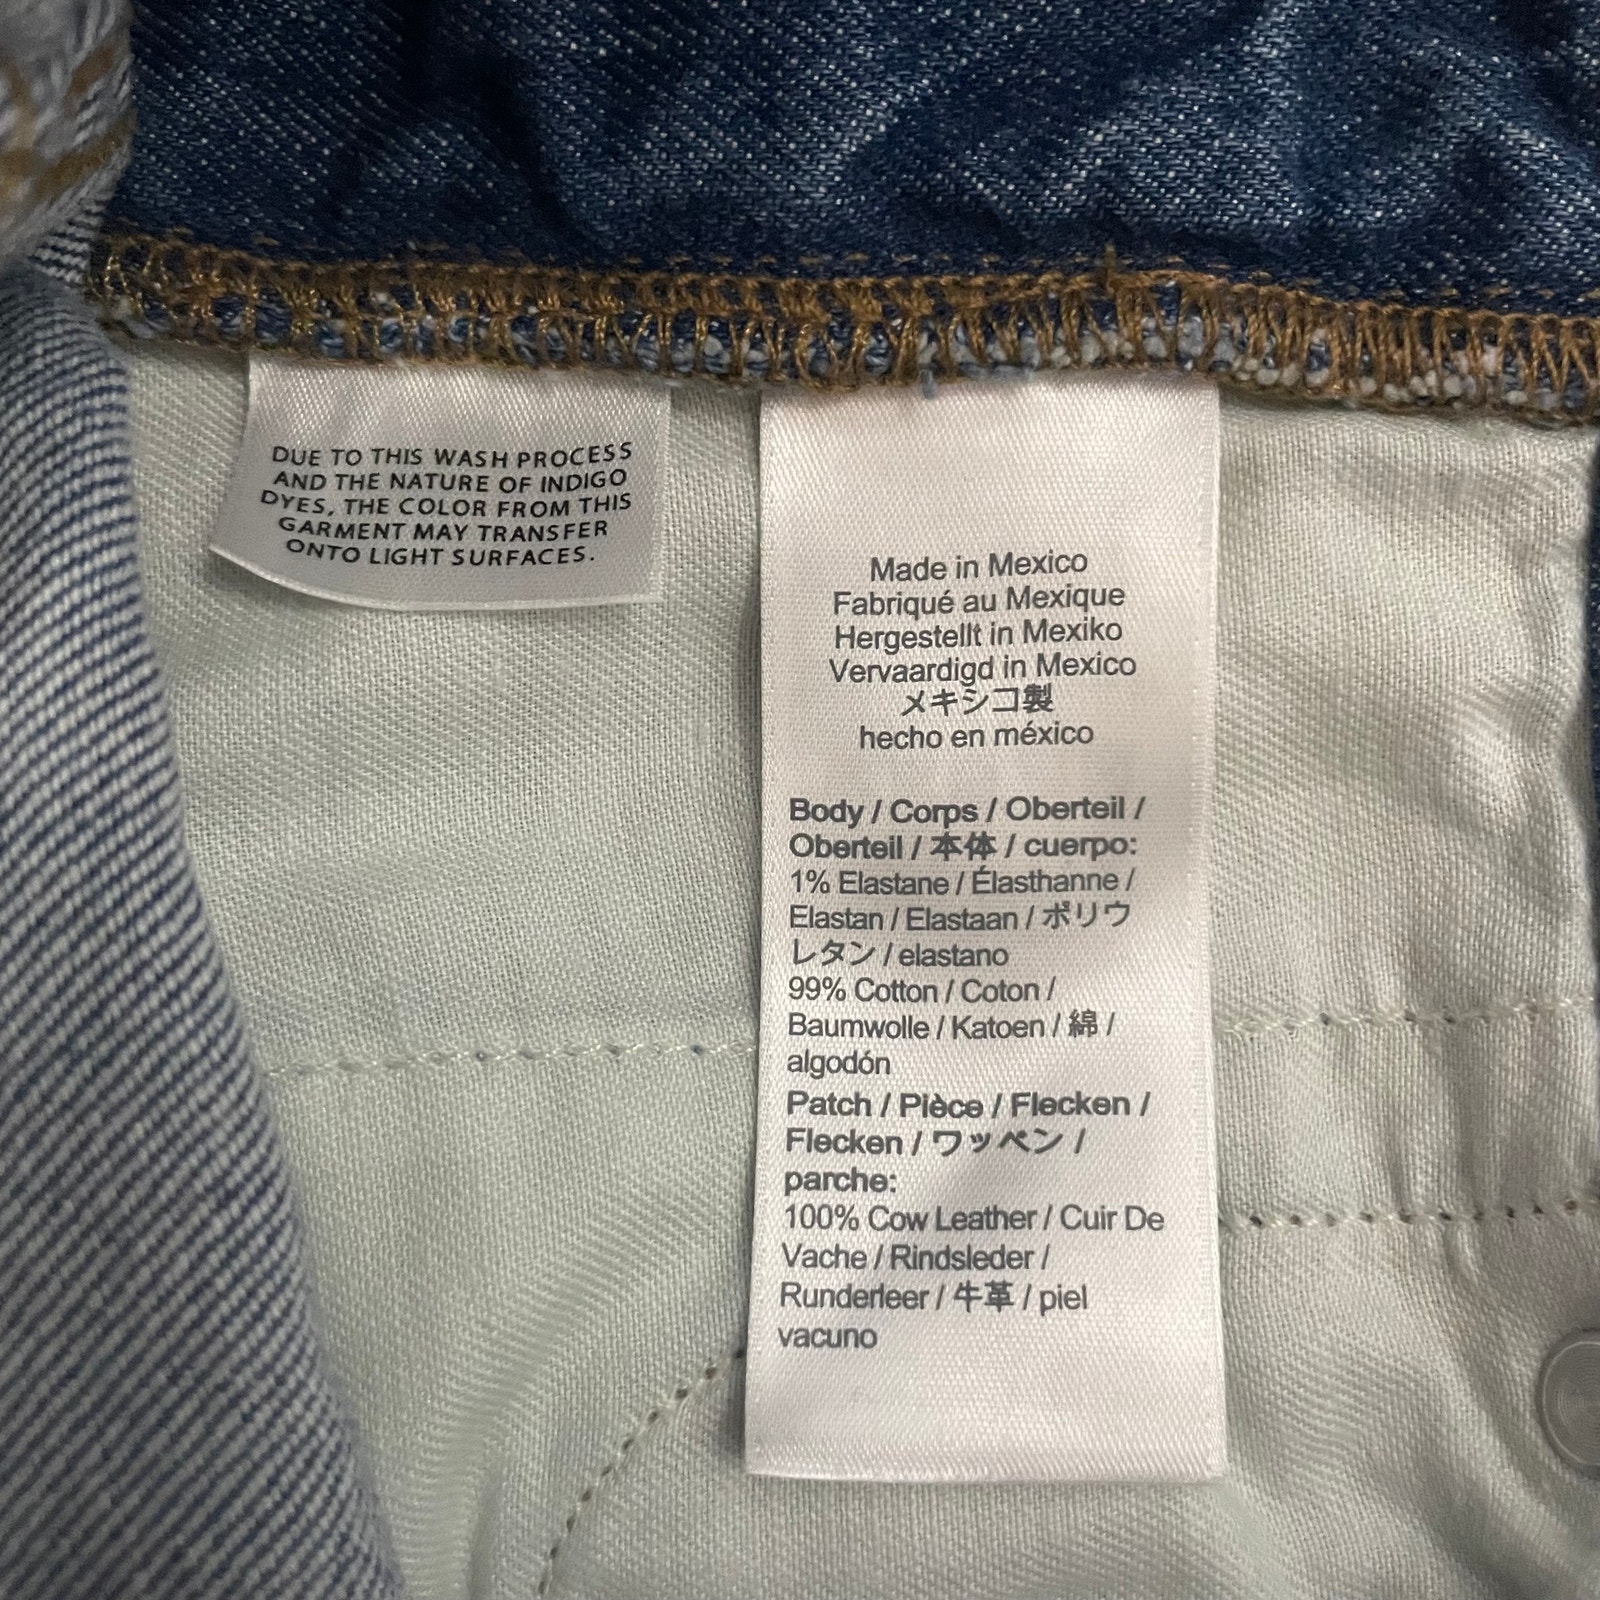 DUE TO THIS WASH PROCESS
AND THE NATURE OF INDIGO
DYES, THE COLOR FROM THIS
GARMENT MAY TRANSFER
ONTO LIGHT SURFACES.
Made in Mexico
Fabriqué au Mexique
Hergestellt in Mexiko
Vervaardigd in Mexico
メキシコ製
hecho en méxico
Body / Corps / Oberteil /
Oberteil / 本体 / cuerpo:
1% Elastane / Élasthanne /
Elastan / Elastaan / ポリウ
レタン / elastano
99% Cotton / Coton /
Baumwolle / Katoen / 綿 /
algodón
Patch / Pièce / Flecken /
Flecken / ワッペン /
parche:
100% Cow Leather / Cuir De
Vache / Rindsleder /
Runderleer / 牛革 / piel
vacuno